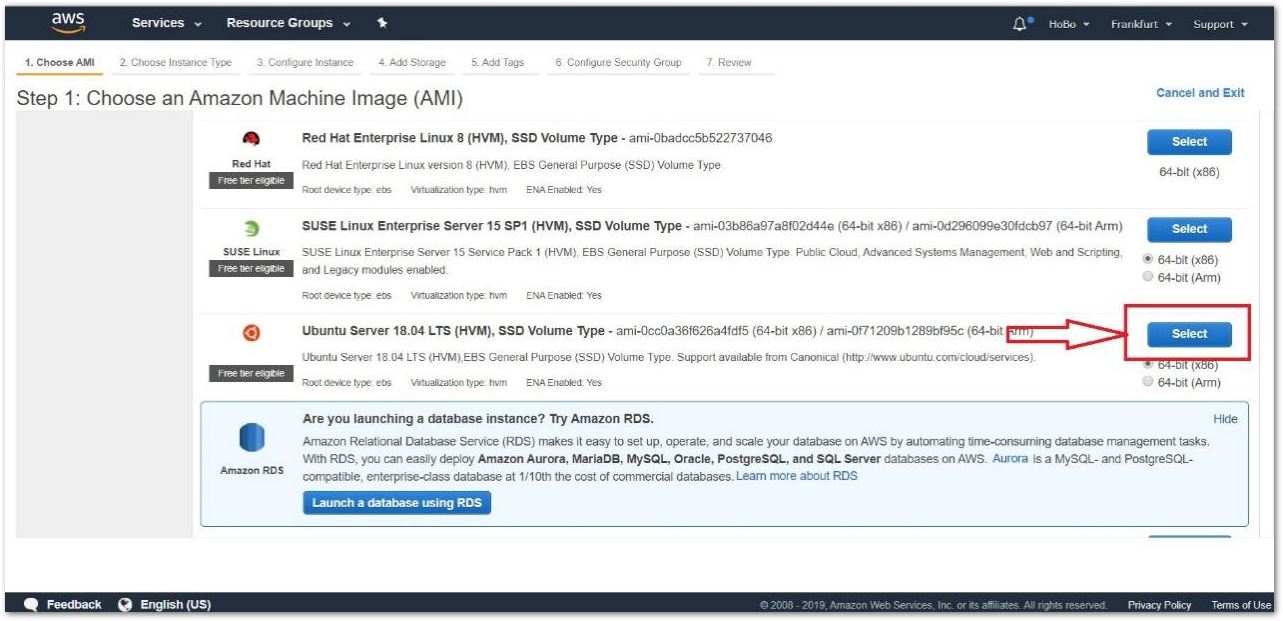 aws
Services
Resource Groups
HoBo
Frankfurt
Support
1. Choose AMI
2. Choose Instance Type
3. Configure Instance
4. Add Storage
5. Add Tags
6. Configure Security Group
7. Review
Step 1: Choose an Amazon Machine Image (AMI)
Cancel and Exit
Red Hat
Free tier eligible
Red Hat Enterprise Linux 8 (HVM), SSD Volume Type - ami-0badcc5b522737046
Red Hat Enterprise Linux version 8 (HVM), EBS General Purpose (SSD) Volume Type
Root device type: ebs Virtualization type: hvm ENA Enabled: Yes
Select
64-bit (x86)
SUSE Linux
Free tier eligible
SUSE Linux Enterprise Server 15 SP1 (HVM), SSD Volume Type - ami-03b86a97a8f02d44e (64-bit x86) / ami-0d296099e30fdcb97 (64-bit Arm)
SUSE Linux Enterprise Server 15 Service Pack 1 (HVM), EBS General Purpose (SSD) Volume Type. Public Cloud, Advanced Systems Management, Web and Scripting,
and Legacy modules enabled.
Root device type: ebs Virtualization type: hvm ENA Enabled: Yes
Select
64-bit (x86)
64-bit (Arm)
Free tier eligible
Ubuntu Server 18.04 LTS (HVM), SSD Volume Type - ami-0cc0a36f626a4fdf5 (64-bit x86) / ami-0f71209b1289bf95c (64-bit Arm)
Ubuntu Server 18.04 LTS (HVM),EBS General Purpose (SSD) Volume Type. Support available from Canonical (http://www.ubuntu.com/cloud/services).
Root device type: ebs Virtualization type: hvm ENA Enabled: Yes
Select
64-bit (x86)
64-bit (Arm)
Amazon RDS
Are you launching a database instance? Try Amazon RDS.
Hide
Amazon Relational Database Service (RDS) makes it easy to set up, operate, and scale your database on AWS by automating time-consuming database management tasks.
With RDS, you can easily deploy Amazon Aurora, MariaDB, MySQL, Oracle, PostgreSQL, and SQL Server databases on AWS. Aurora is a MySQL- and PostgreSQL-
compatible, enterprise-class database at 1/10th the cost of commercial databases. Learn more about RDS
Launch a database using RDS
Feedback
English (US)
© 2008 - 2019, Amazon Web Services, Inc. or its affiliates. All rights reserved.
Privacy Policy
Terms of Use